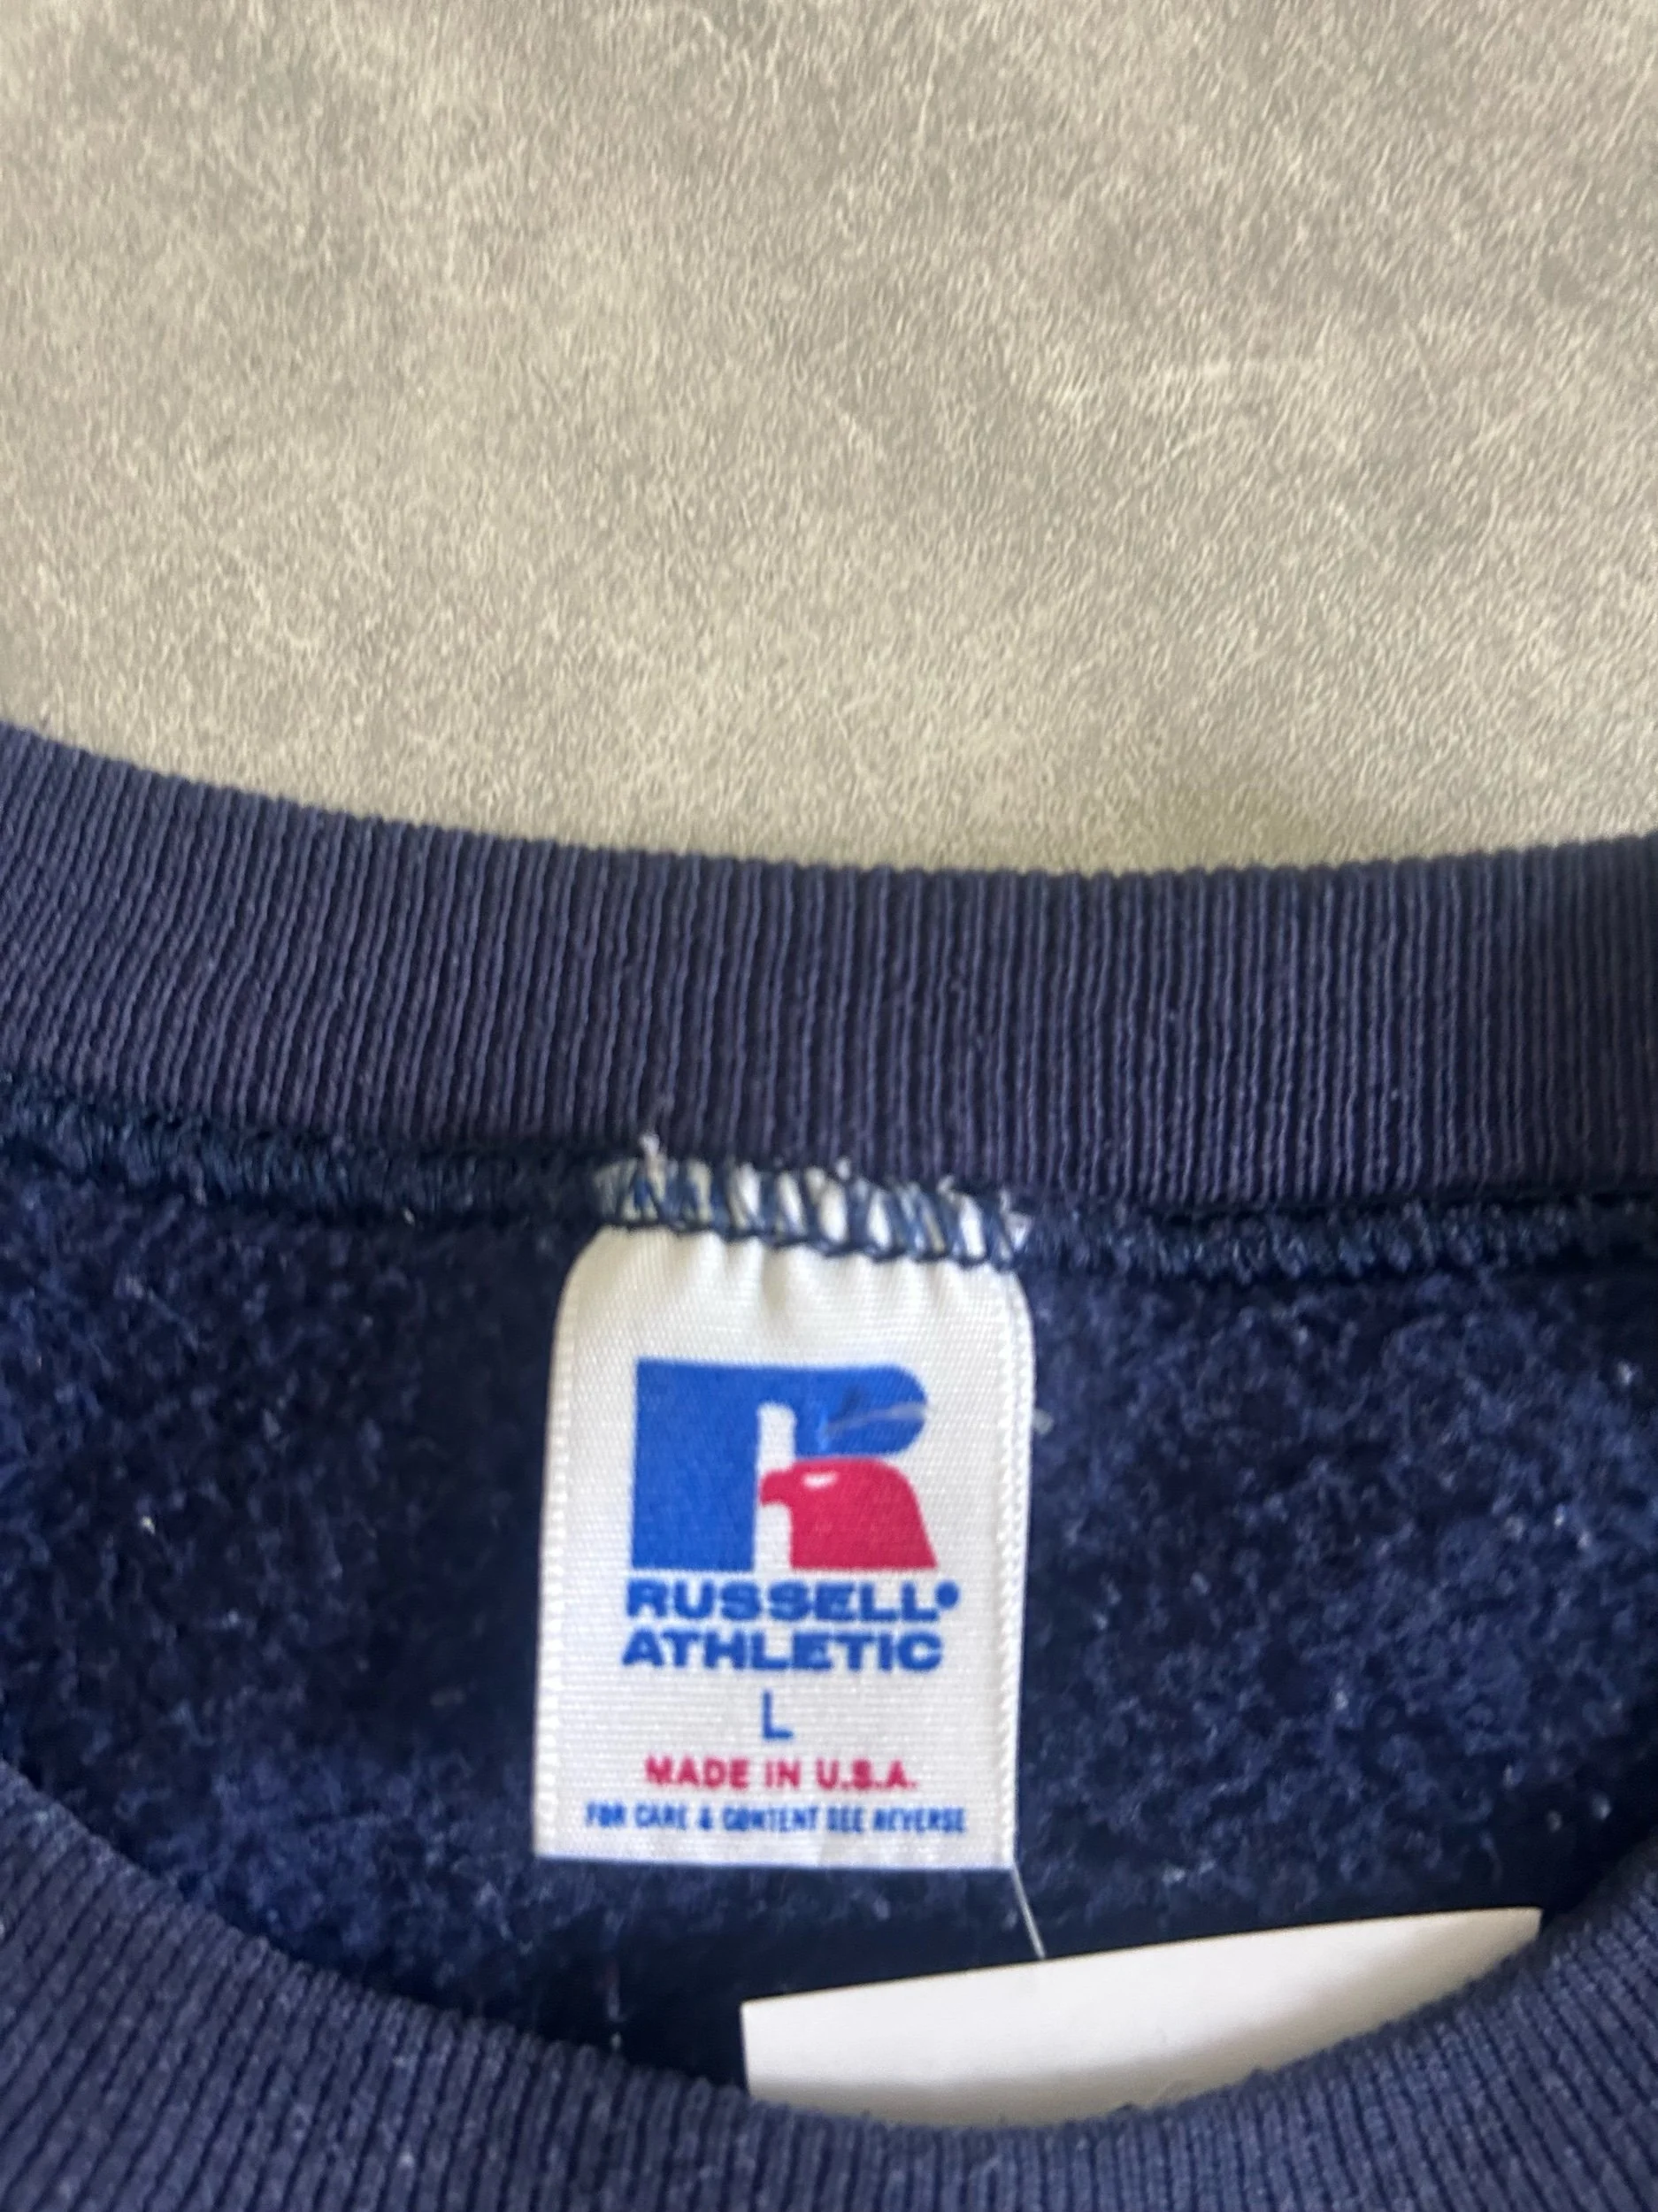 R
RUSSELL®
ATHLETIC
L
MADE IN U.S.A.
FOR CARE & CONTENT SEE REVERSE